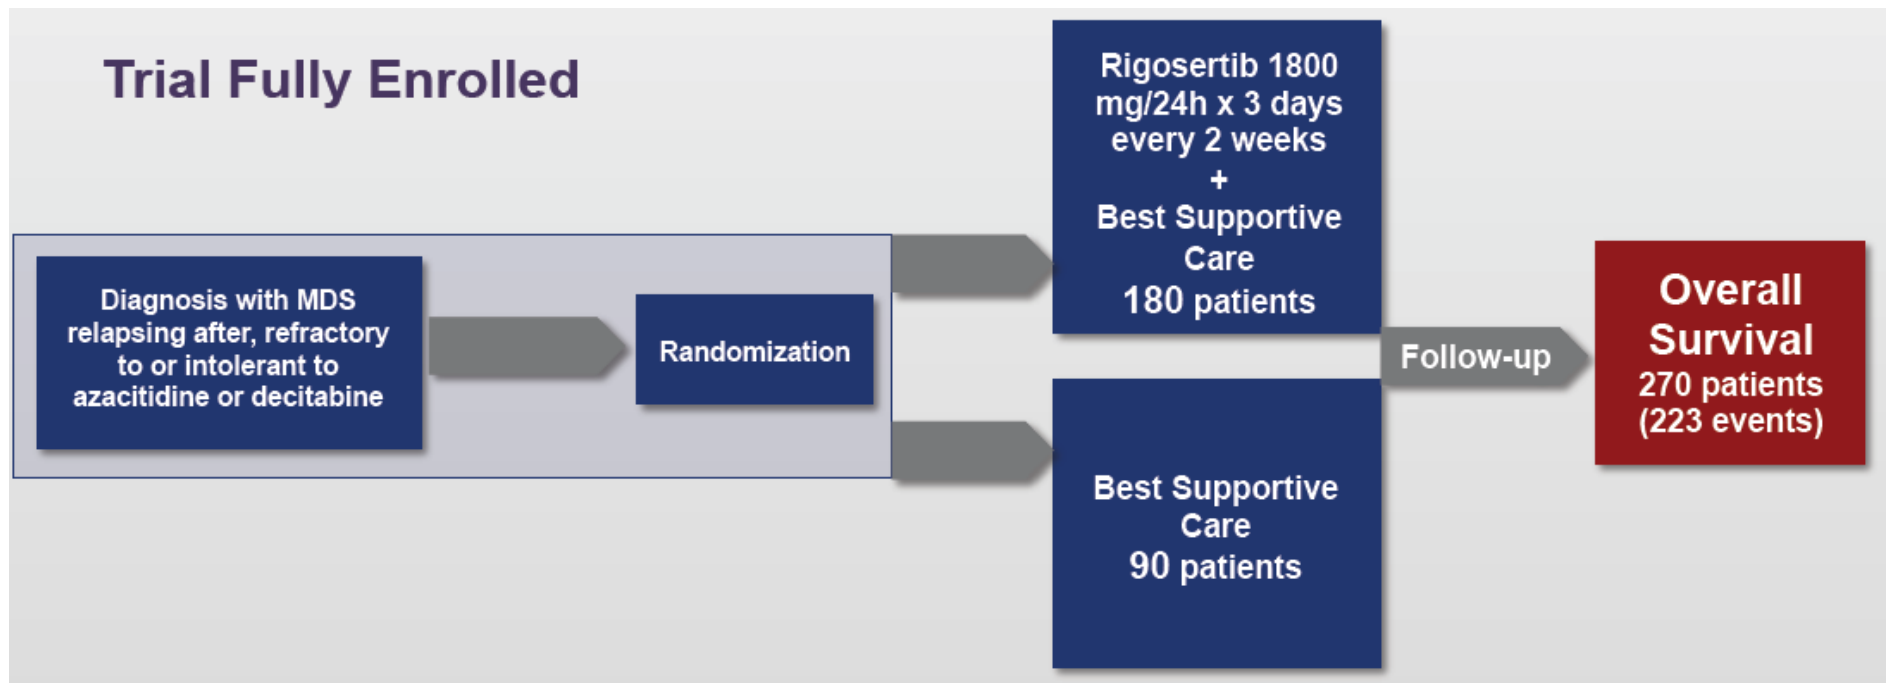 Trial Fully Enrolled
Diagnosis with MDS
relapsing after, refractory
to or intolerant to
azacitidine or decitabine
Randomization
Rigosertib 1800
mg/24h x 3 days
every 2 weeks
+
Best Supportive
Care
180 patients
Best Supportive
Care
90 patients
Follow-up
Overall
Survival
270 patients
(223 events)